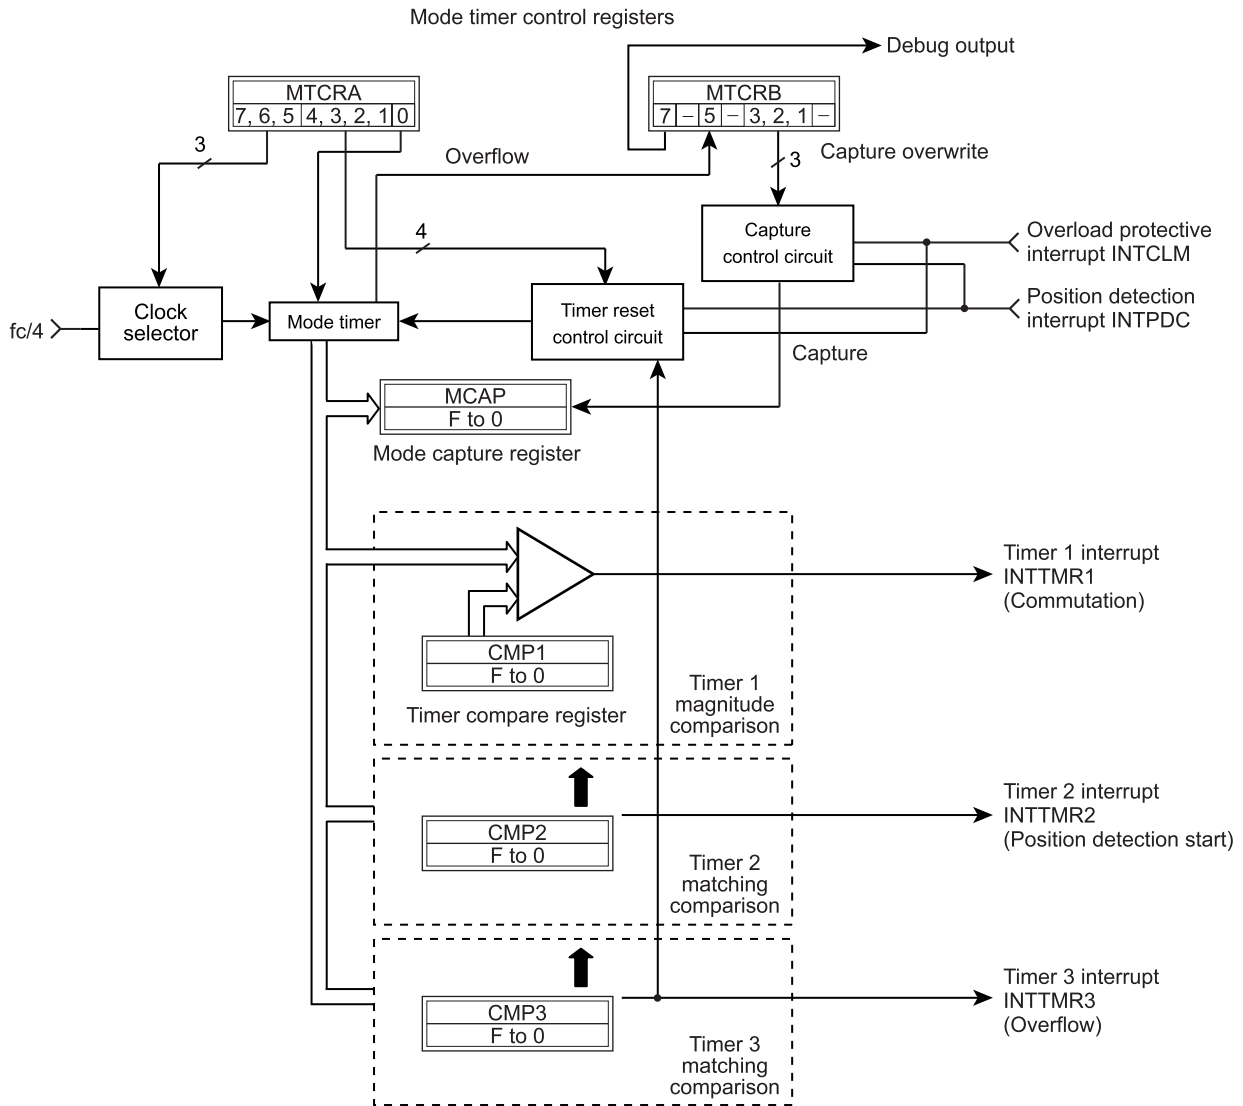 Mode timer control registers
Debug output
MTCRA
7, 6, 5 4, 3, 2, 1 0
MTCRB
7 – 5 – 3, 2, 1 –
3
Overflow
3
Capture overwrite
4
Capture
control circuit
Overload protective
interrupt INTCLM
Position detection
interrupt INTPDC
fc/4
Clock
selector
Mode timer
Timer reset
control circuit
Capture
MCAP
F to 0
Mode capture register
Timer 1 interrupt
INTTMR1
(Commutation)
CMP1
F to 0
Timer compare register
Timer 1
magnitude
comparison
Timer 2 interrupt
INTTMR2
(Position detection start)
CMP2
F to 0
Timer 2
matching
comparison
Timer 3 interrupt
INTTMR3
(Overflow)
CMP3
F to 0
Timer 3
matching
comparison